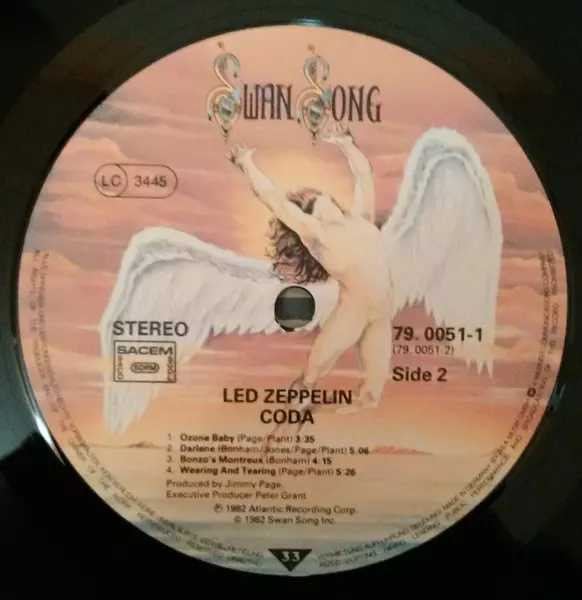 SWAN SONG
LC 3445
STEREO
SACEM
SDRM
SACD
SGDL
79. 0051-1
(79. 0051-2)
Side 2
LED ZEPPELIN
CODA
1. Ozone Baby (Page/Plant) 3:35
2. Darlene (Bonham/Jones/Page/Plant) 5.06
3. Bonzo's Montreux (Bonham) 4:15
4. Wearing And Tearing (Page/Plant) 5:26
Produced by Jimmy Page.
Executive Producer Peter Grant
℗ 1982 Atlantic Recording Corp.
© 1982 Swan Song Inc.
33